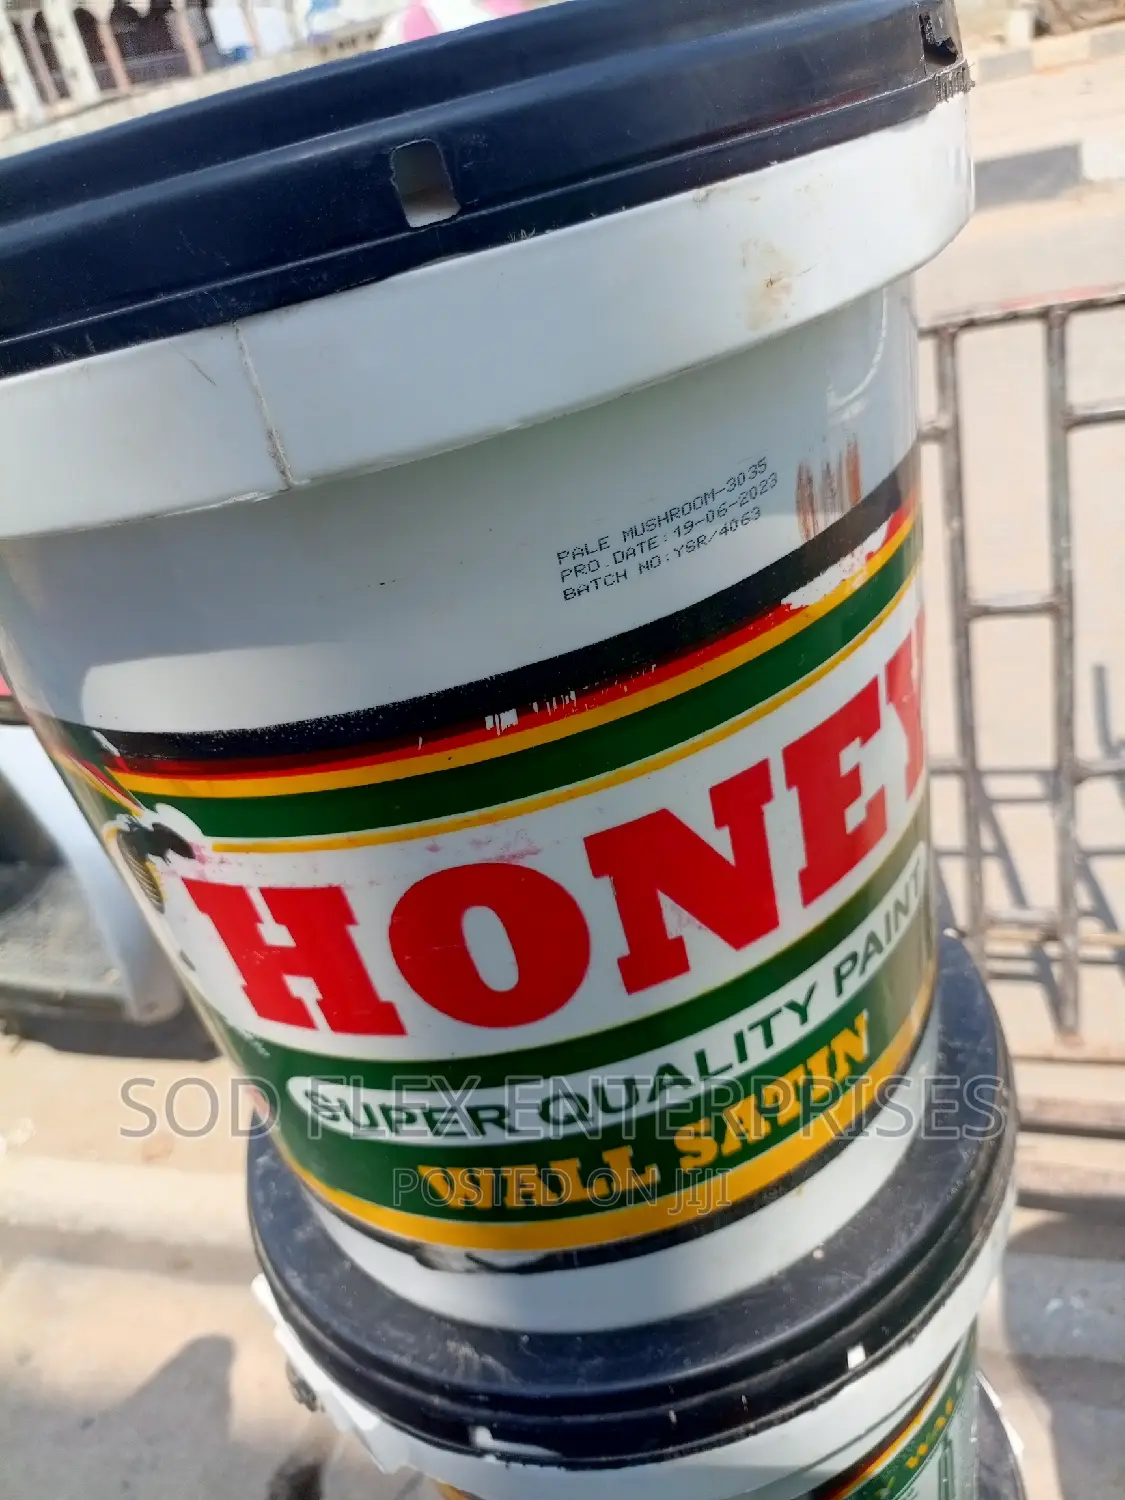 PALE MUSHROOM-3035
PRO.DATE:19-06-2023
BATCH NO:YSR/4063
HONEY
SUPER QUALITY PAINT
WALL SATIN
SOD FLEX ENTERPRISES
POSTED ON JIJI